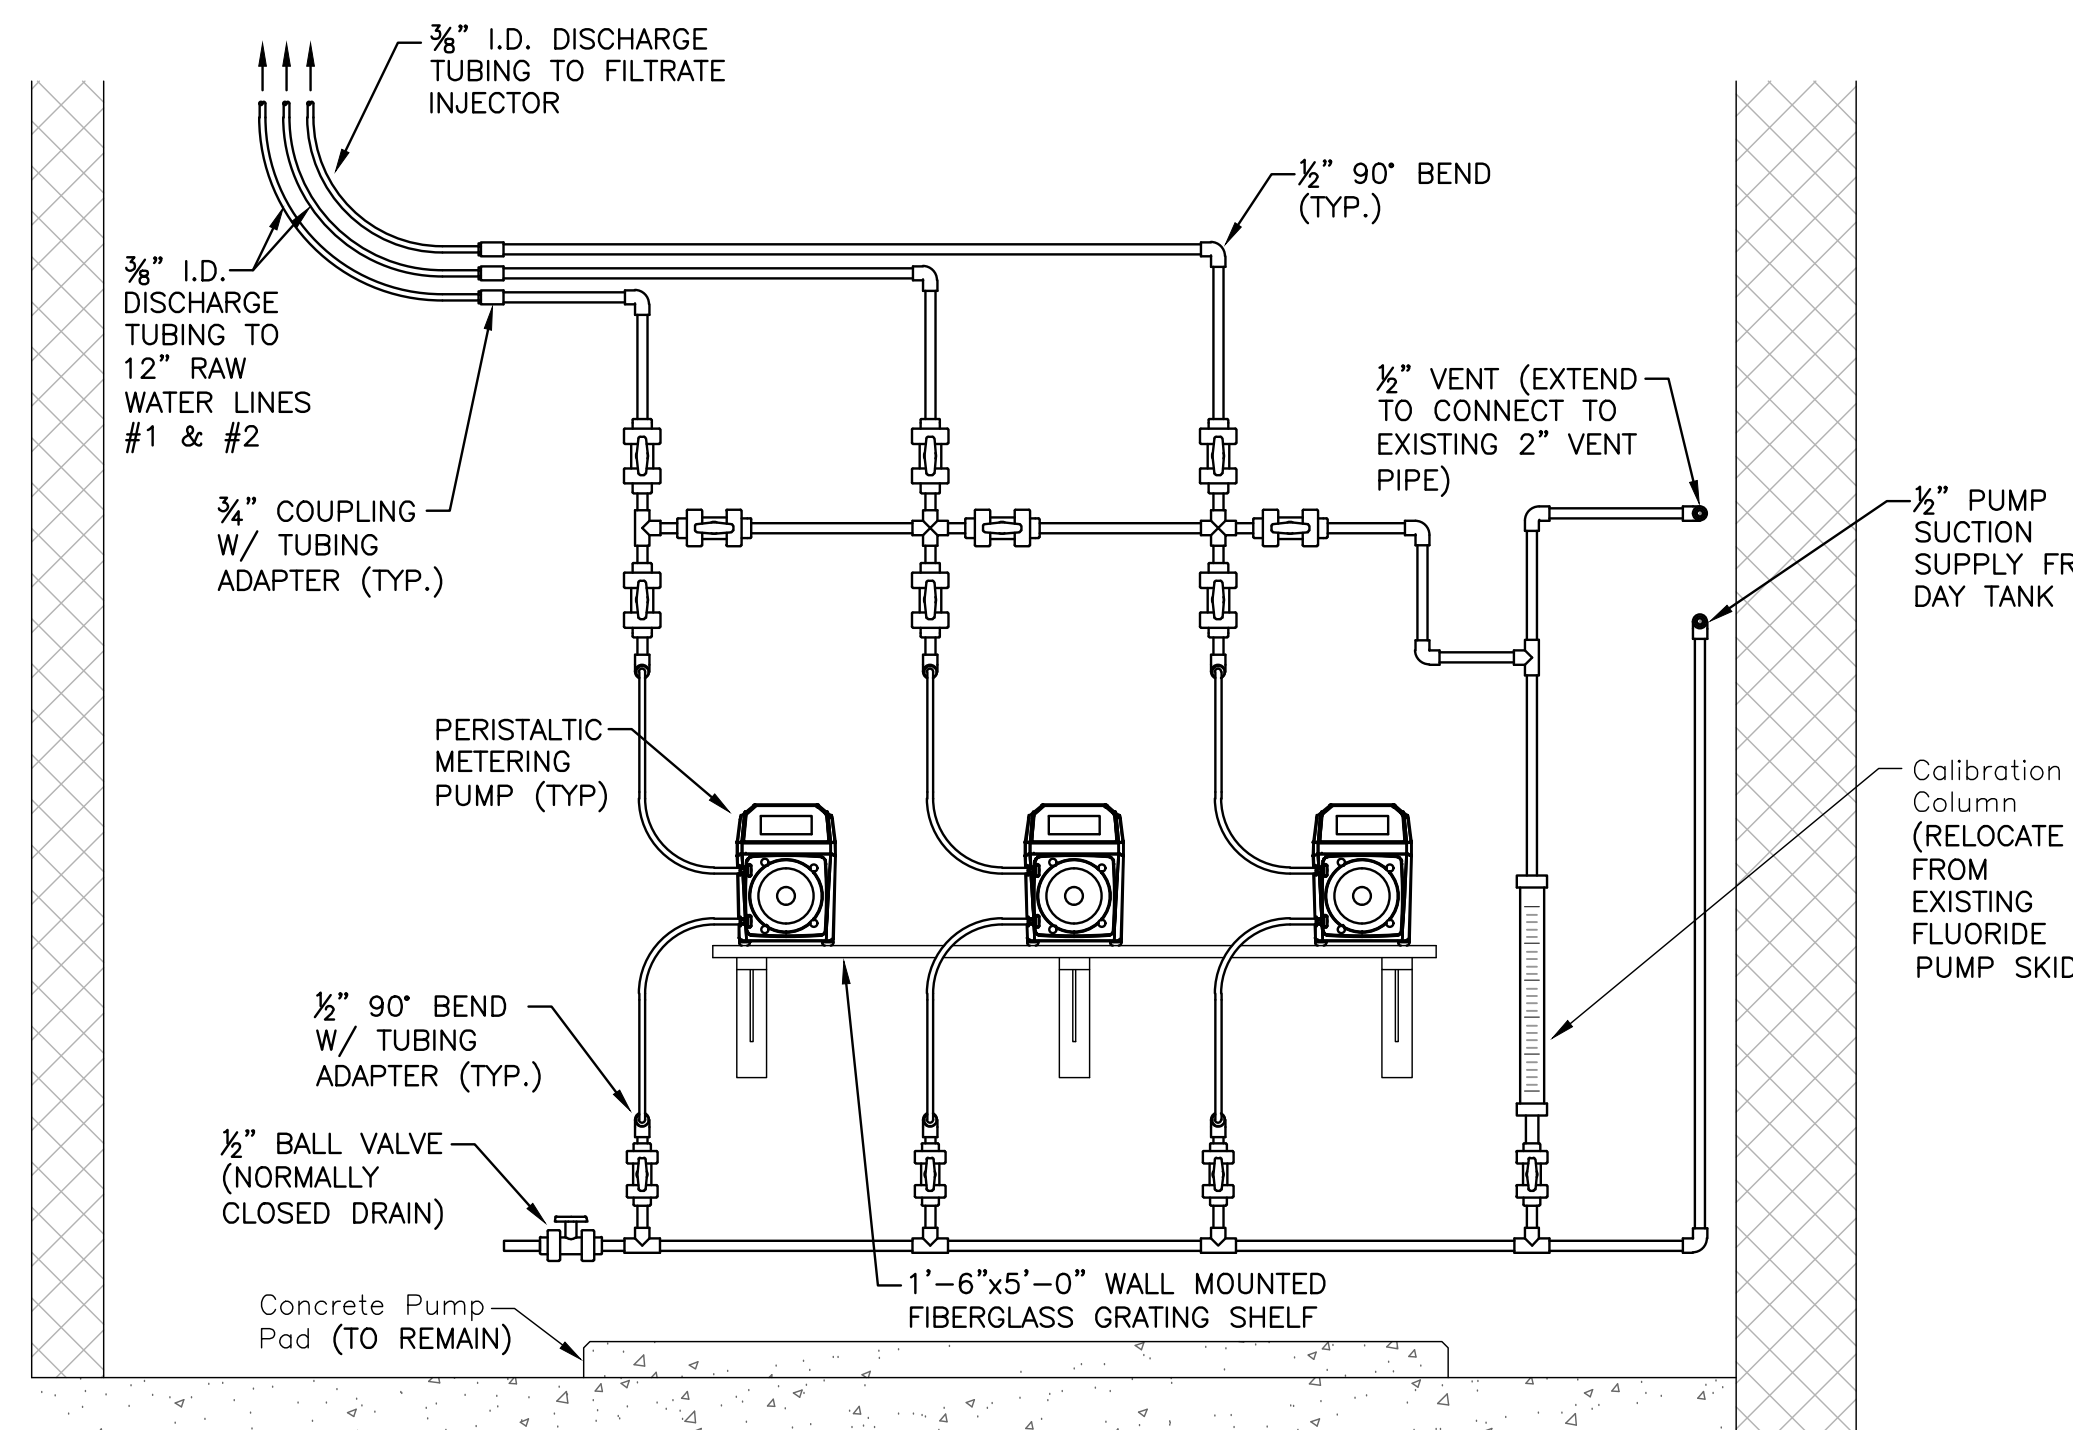 ⅜" I.D. DISCHARGE
TUBING TO FILTRATE
INJECTOR
½" 90° BEND
(TYP.)
⅜" I.D.
DISCHARGE
TUBING TO
12" RAW
WATER LINES
#1 & #2
½" VENT (EXTEND
TO CONNECT TO
EXISTING 2" VENT
PIPE)
¾" COUPLING
W/ TUBING
ADAPTER (TYP.)
½" PUMP
SUCTION
SUPPLY FR
DAY TANK
PERISTALTIC
METERING
PUMP (TYP)
Calibration
Column
(RELOCATE
FROM
EXISTING
FLUORIDE
PUMP SKID
½" 90° BEND
W/ TUBING
ADAPTER (TYP.)
½" BALL VALVE
(NORMALLY
CLOSED DRAIN)
1'-6"x5'-0" WALL MOUNTED
FIBERGLASS GRATING SHELF
Concrete Pump
Pad (TO REMAIN)